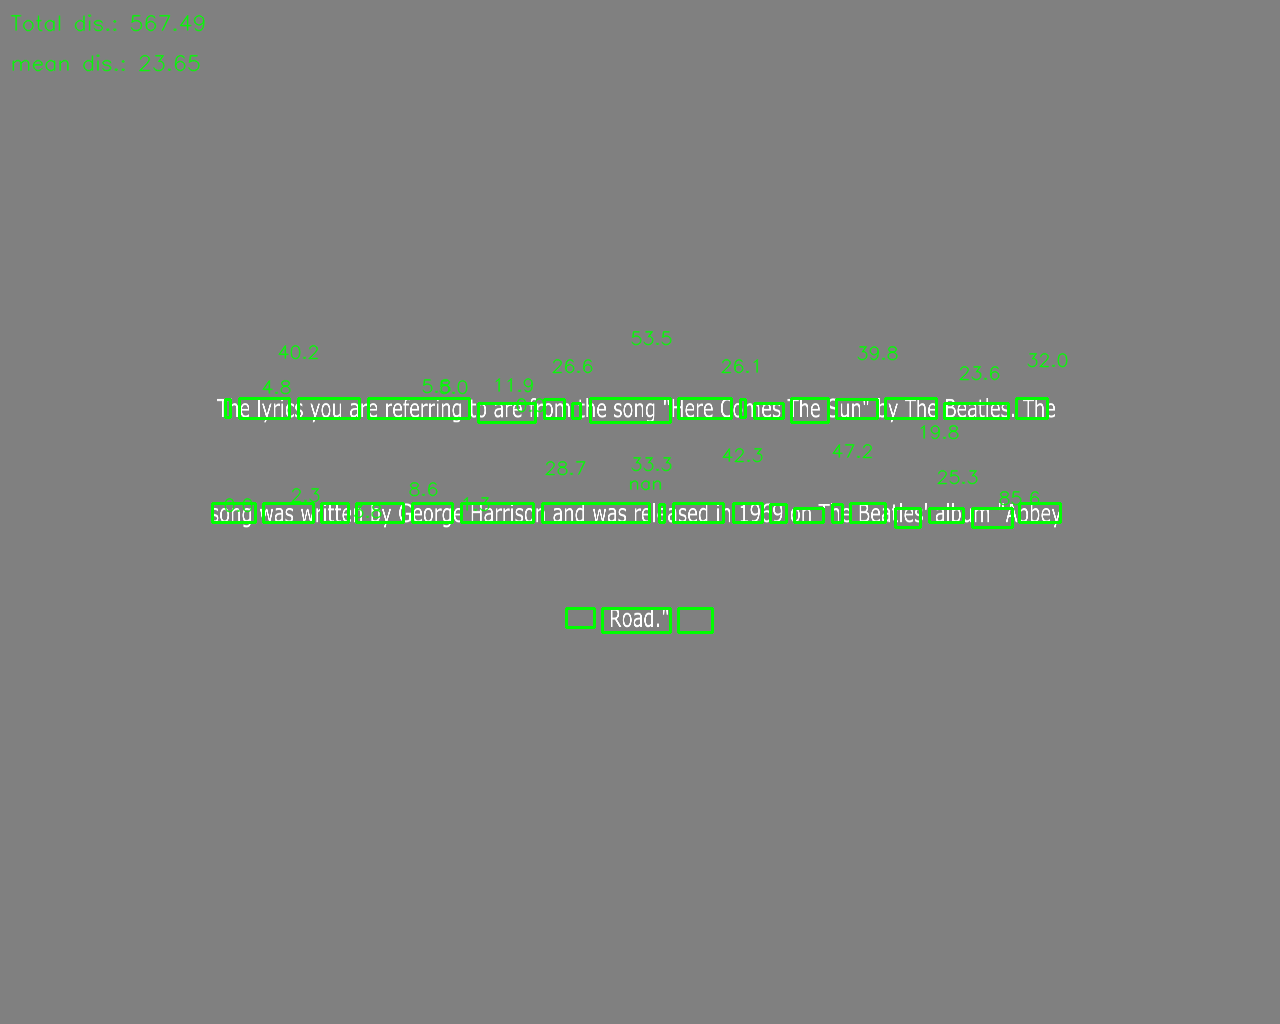 Total dis.: 567.49
mean dis.: 23.65
53.5
40.2 26.6 26.1 39.8 23.6 32.0
4.8 11.9
The lyrics you are referring to are from the song "Here Comes The Sun" by The Beatles. The
19.8
28.7 33.3 42.3 47.2 25.3
2.3 8.6 nan 85.6
song was written by George Harrison and was released in 1969 on The Beatles' album "Abbey
Road."